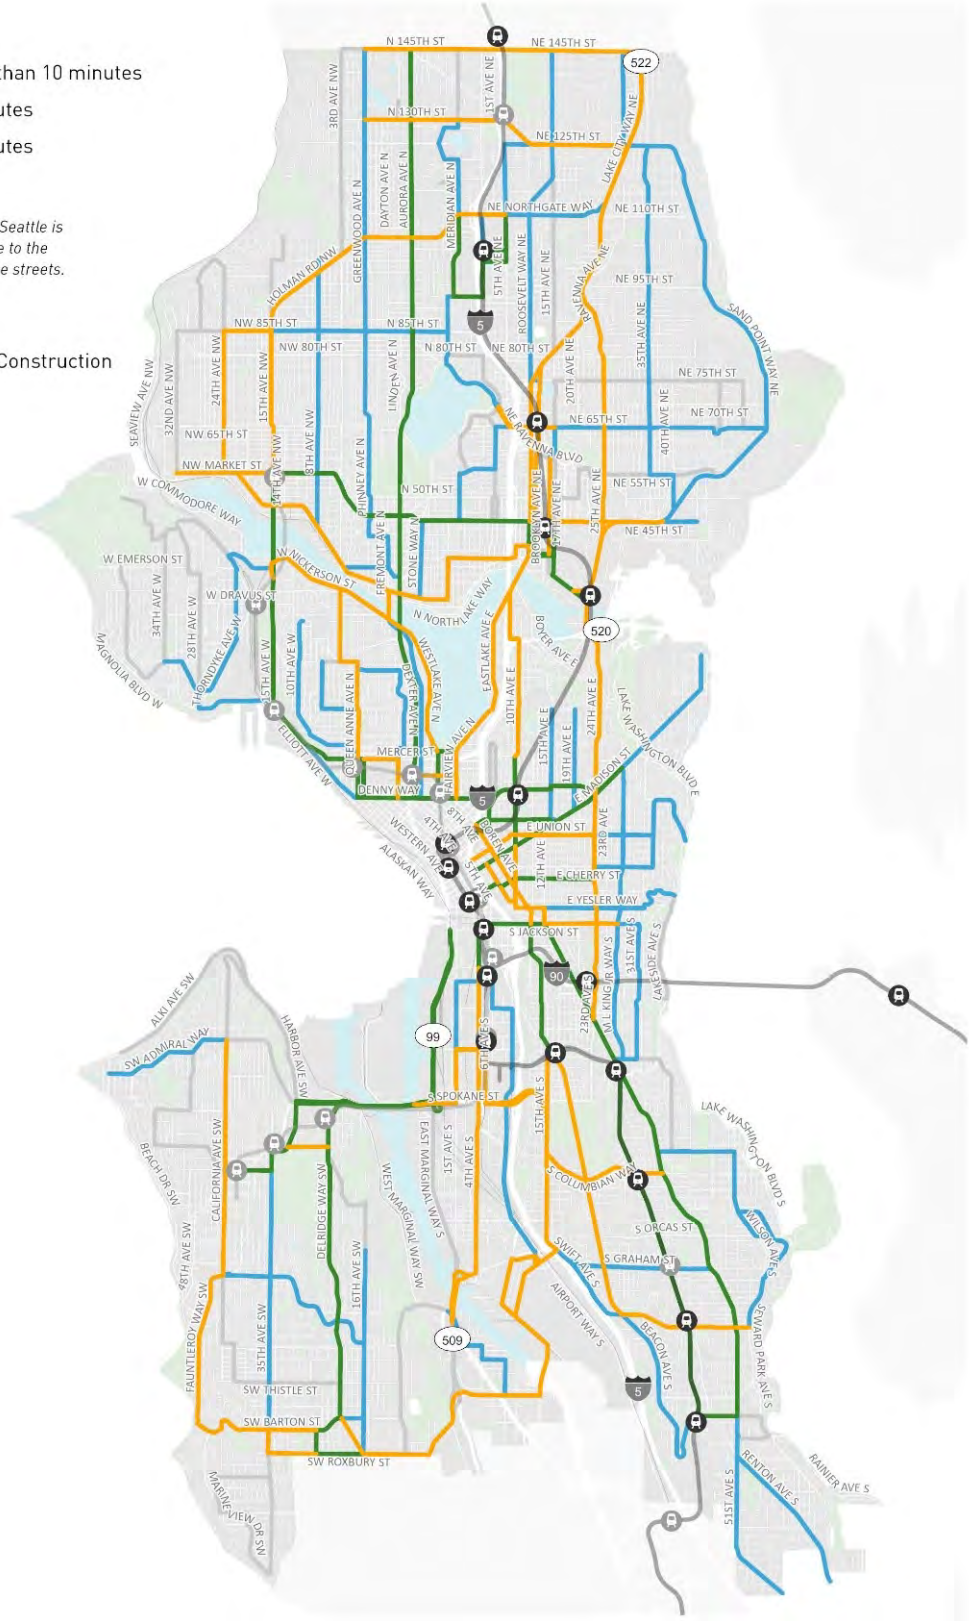 than 10 minutes
utes
utes
Seattle is
e to the
e streets.
Construction
N 145TH ST
NE 145TH ST
522
3RD AVE NW
1ST AVE NE
N 130TH ST
NE 125TH ST
LAKE CITY WAY NE
GREENWOOD AVE N
DAYTON AVE N
AURORA AVE N
MERIDIAN AVE N
NE NORTHGATE WAY
NE 110TH ST
HOLMAN RD NW
5TH AVE NE
ROOSEVELT WAY NE
15TH AVE NE
RAVENNA AVE NE
NE 95TH ST
SAND POINT WAY NE
5
NW 85TH ST
N 85TH ST
NW 80TH ST
N 80TH ST
NE 80TH ST
35TH AVE NE
SEAVIEW AVE NW
32ND AVE NW
24TH AVE NW
15TH AVE NW
LINDEN AVE N
20TH AVE NE
NE 75TH ST
NE 70TH ST
8TH AVE NW
NE 65TH ST
40TH AVE NE
NW 65TH ST
NE RAVENNA BLVD
NW MARKET ST
14TH AVE NW
PHINNEY AVE N
W COMMODORE WAY
N 50TH ST
NE 55TH ST
BROOKLYN AVE NE
17TH AVE NE
25TH AVE NE
NE 45TH ST
W EMERSON ST
W NICKERSON ST
FREMONT AVE N
STONE WAY N
34TH AVE W
28TH AVE W
W DRAVUS ST
N NORTHLAKE WAY
BOYER AVE E
520
MAGNOLIA BLVD W
THORNDYKE AVE W
15TH AVE W
10TH AVE W
WESTLAKE AVE N
EASTLAKE AVE E
10TH AVE E
QUEEN ANNE AVE N
DEXTER AVE N
24TH AVE E
LAKE WASHINGTON BLVD E
15TH AVE E
19TH AVE E
ELLIOTT AVE W
MERCER ST
FAIRVIEW AVE N
E MADISON ST
DENNY WAY
5
WESTERN AVE
4TH AVE
8TH AVE
BOREN AVE
E UNION ST
23RD AVE
ALASKAN WAY
5TH AVE
12TH AVE
E CHERRY ST
E YESLER WAY
S JACKSON ST
90
23RD AVE S
M L KING JR WAY S
31ST AVE S
LAKESIDE AVE S
ALKI AVE SW
SW ADMIRAL WAY
HARBOR AVE SW
99
6TH AVE S
S SPOKANE ST
15TH AVE S
LAKE WASHINGTON BLVD S
BEACH DR SW
CALIFORNIA AVE SW
EAST MARGINAL WAY S
1ST AVE S
4TH AVE S
S COLUMBIAN WAY
DELRIDGE WAY SW
WEST MARGINAL WAY SW
48TH AVE SW
S ORCAS ST
WILSON AVE S
16TH AVE SW
SWIFT AVE S
S GRAHAM ST
FAUNTLEROY WAY SW
35TH AVE SW
AIRPORT WAY S
509
BEACON AVE S
SEWARD PARK AVE S
5
SW THISTLE ST
SW BARTON ST
SW ROXBURY ST
MARINE VIEW DR SW
51ST AVE S
RENTON AVE S
RAINIER AVE S